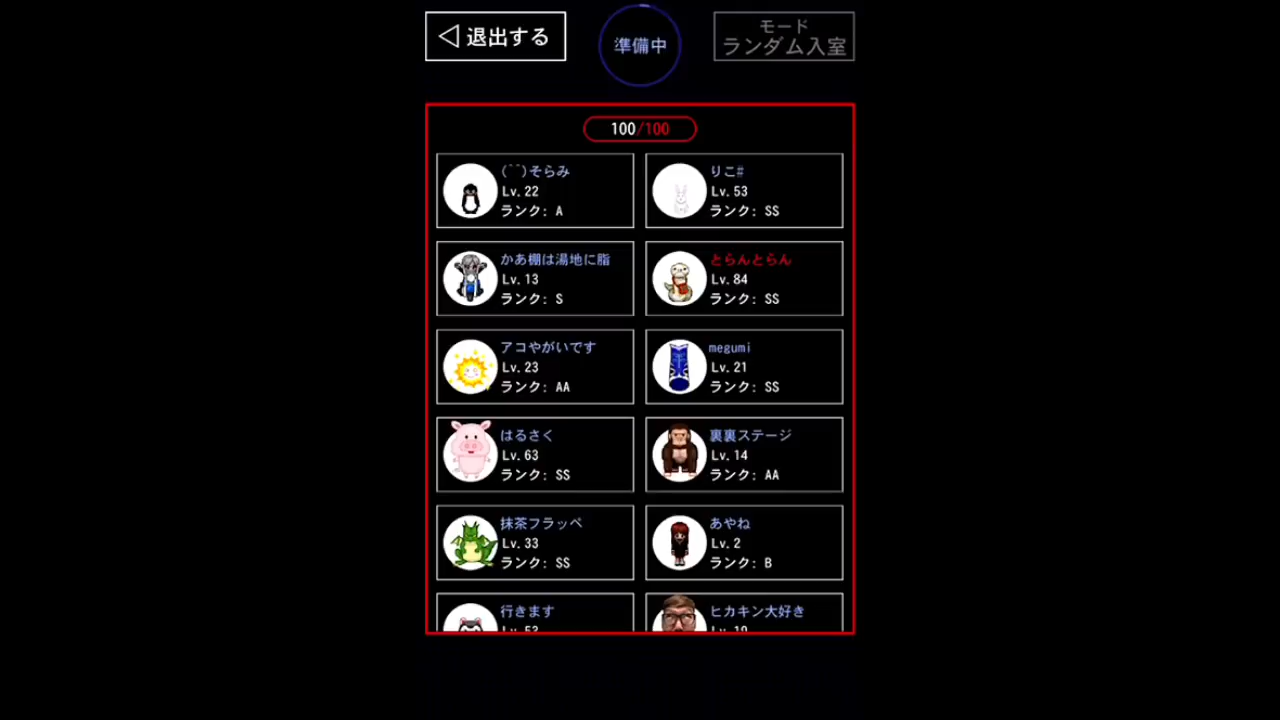 ◁退出する
準備中
モード
ランダム入室
100/100
(^^)そらみ
Lv.22
ランク: A
りこ#
Lv.53
ランク: SS
かあ棚は湯地に脂
Lv.13
ランク: S
とらんとらん
Lv.84
ランク: SS
アコやがいです
Lv.23
ランク: AA
megumi
Lv.21
ランク: SS
はるさく
Lv.63
ランク: SS
裏裏ステージ
Lv.14
ランク: AA
抹茶フラッペ
Lv.33
ランク: SS
あやね
Lv.2
ランク: B
行きます
ヒカキン大好き